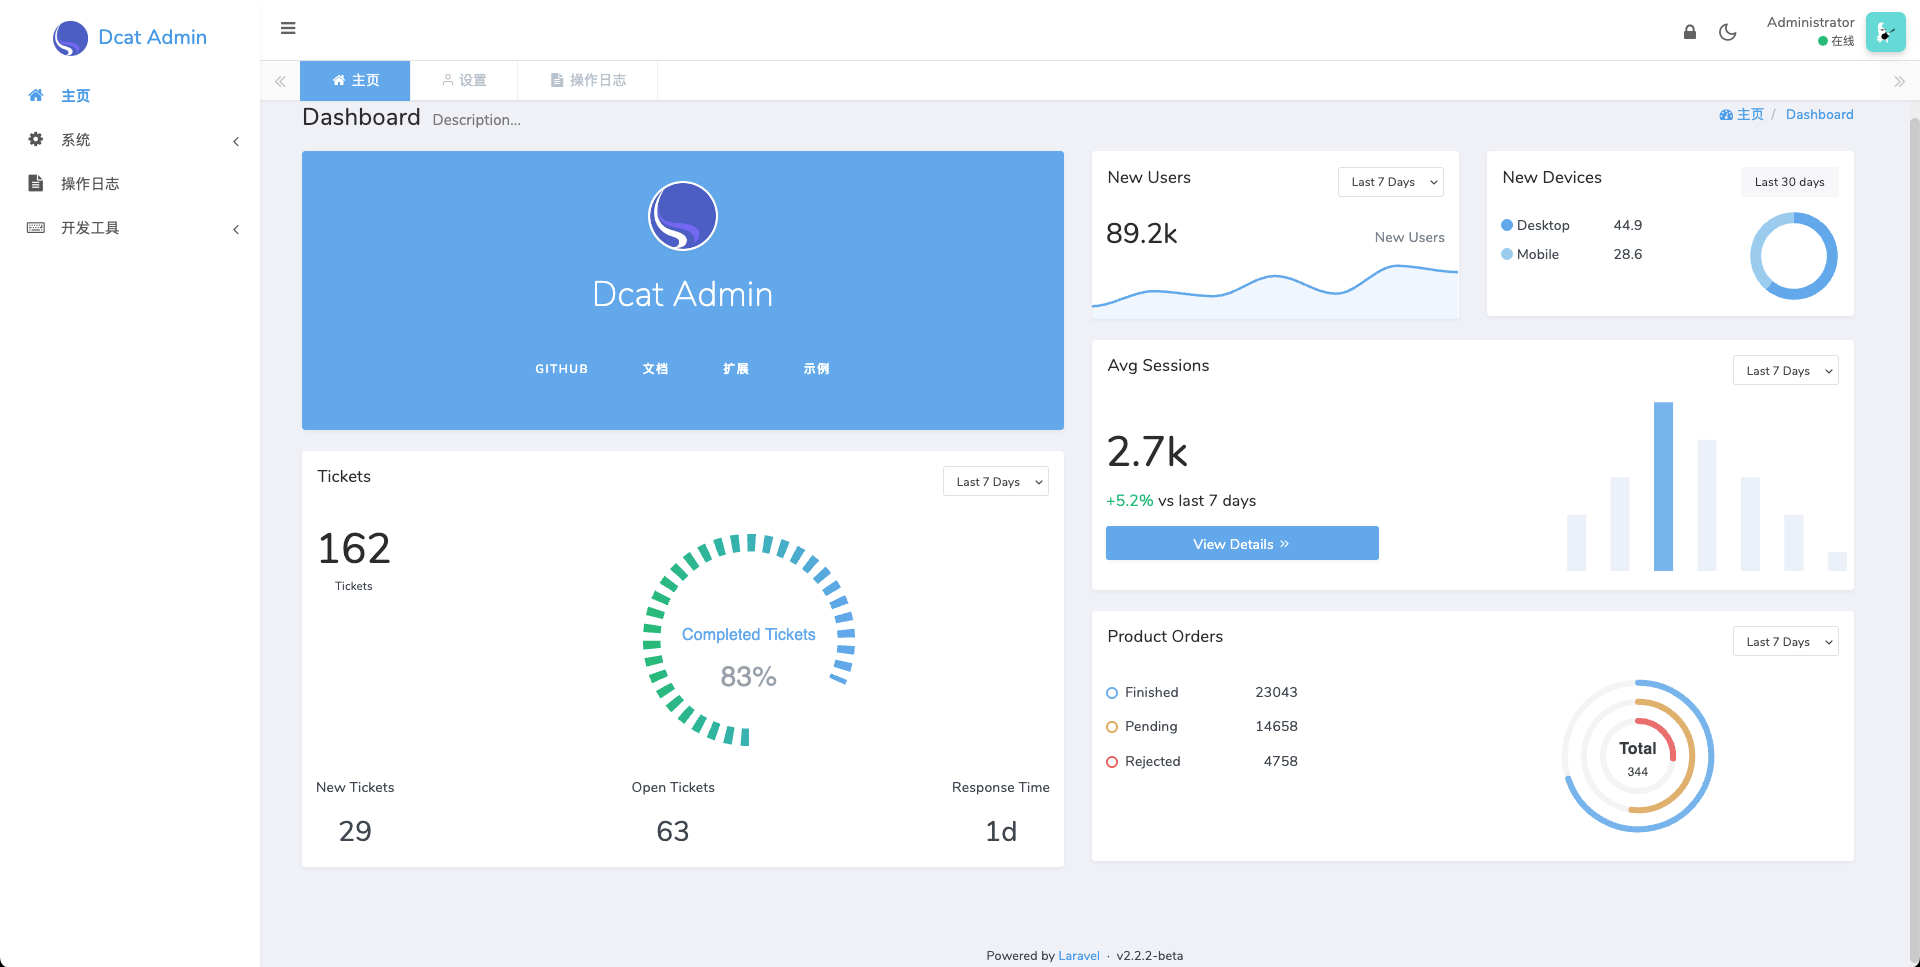 Dcat Admin
主页
系统
操作日志
开发工具
Administrator
在线
主页
设置
操作日志
Dashboard Description...
主页 / Dashboard
Dcat Admin
GITHUB 文档 扩展 示例
New Users
Last 7 Days
89.2k
New Users
New Devices
Last 30 days
Desktop 44.9
Mobile 28.6
Avg Sessions
Last 7 Days
2.7k
+5.2% vs last 7 days
View Details »
Tickets
Last 7 Days
162
Tickets
Completed Tickets
83%
New Tickets
29
Open Tickets
63
Response Time
1d
Product Orders
Last 7 Days
Finished 23043
Pending 14658
Rejected 4758
Total
344
Powered by Laravel · v2.2.2-beta